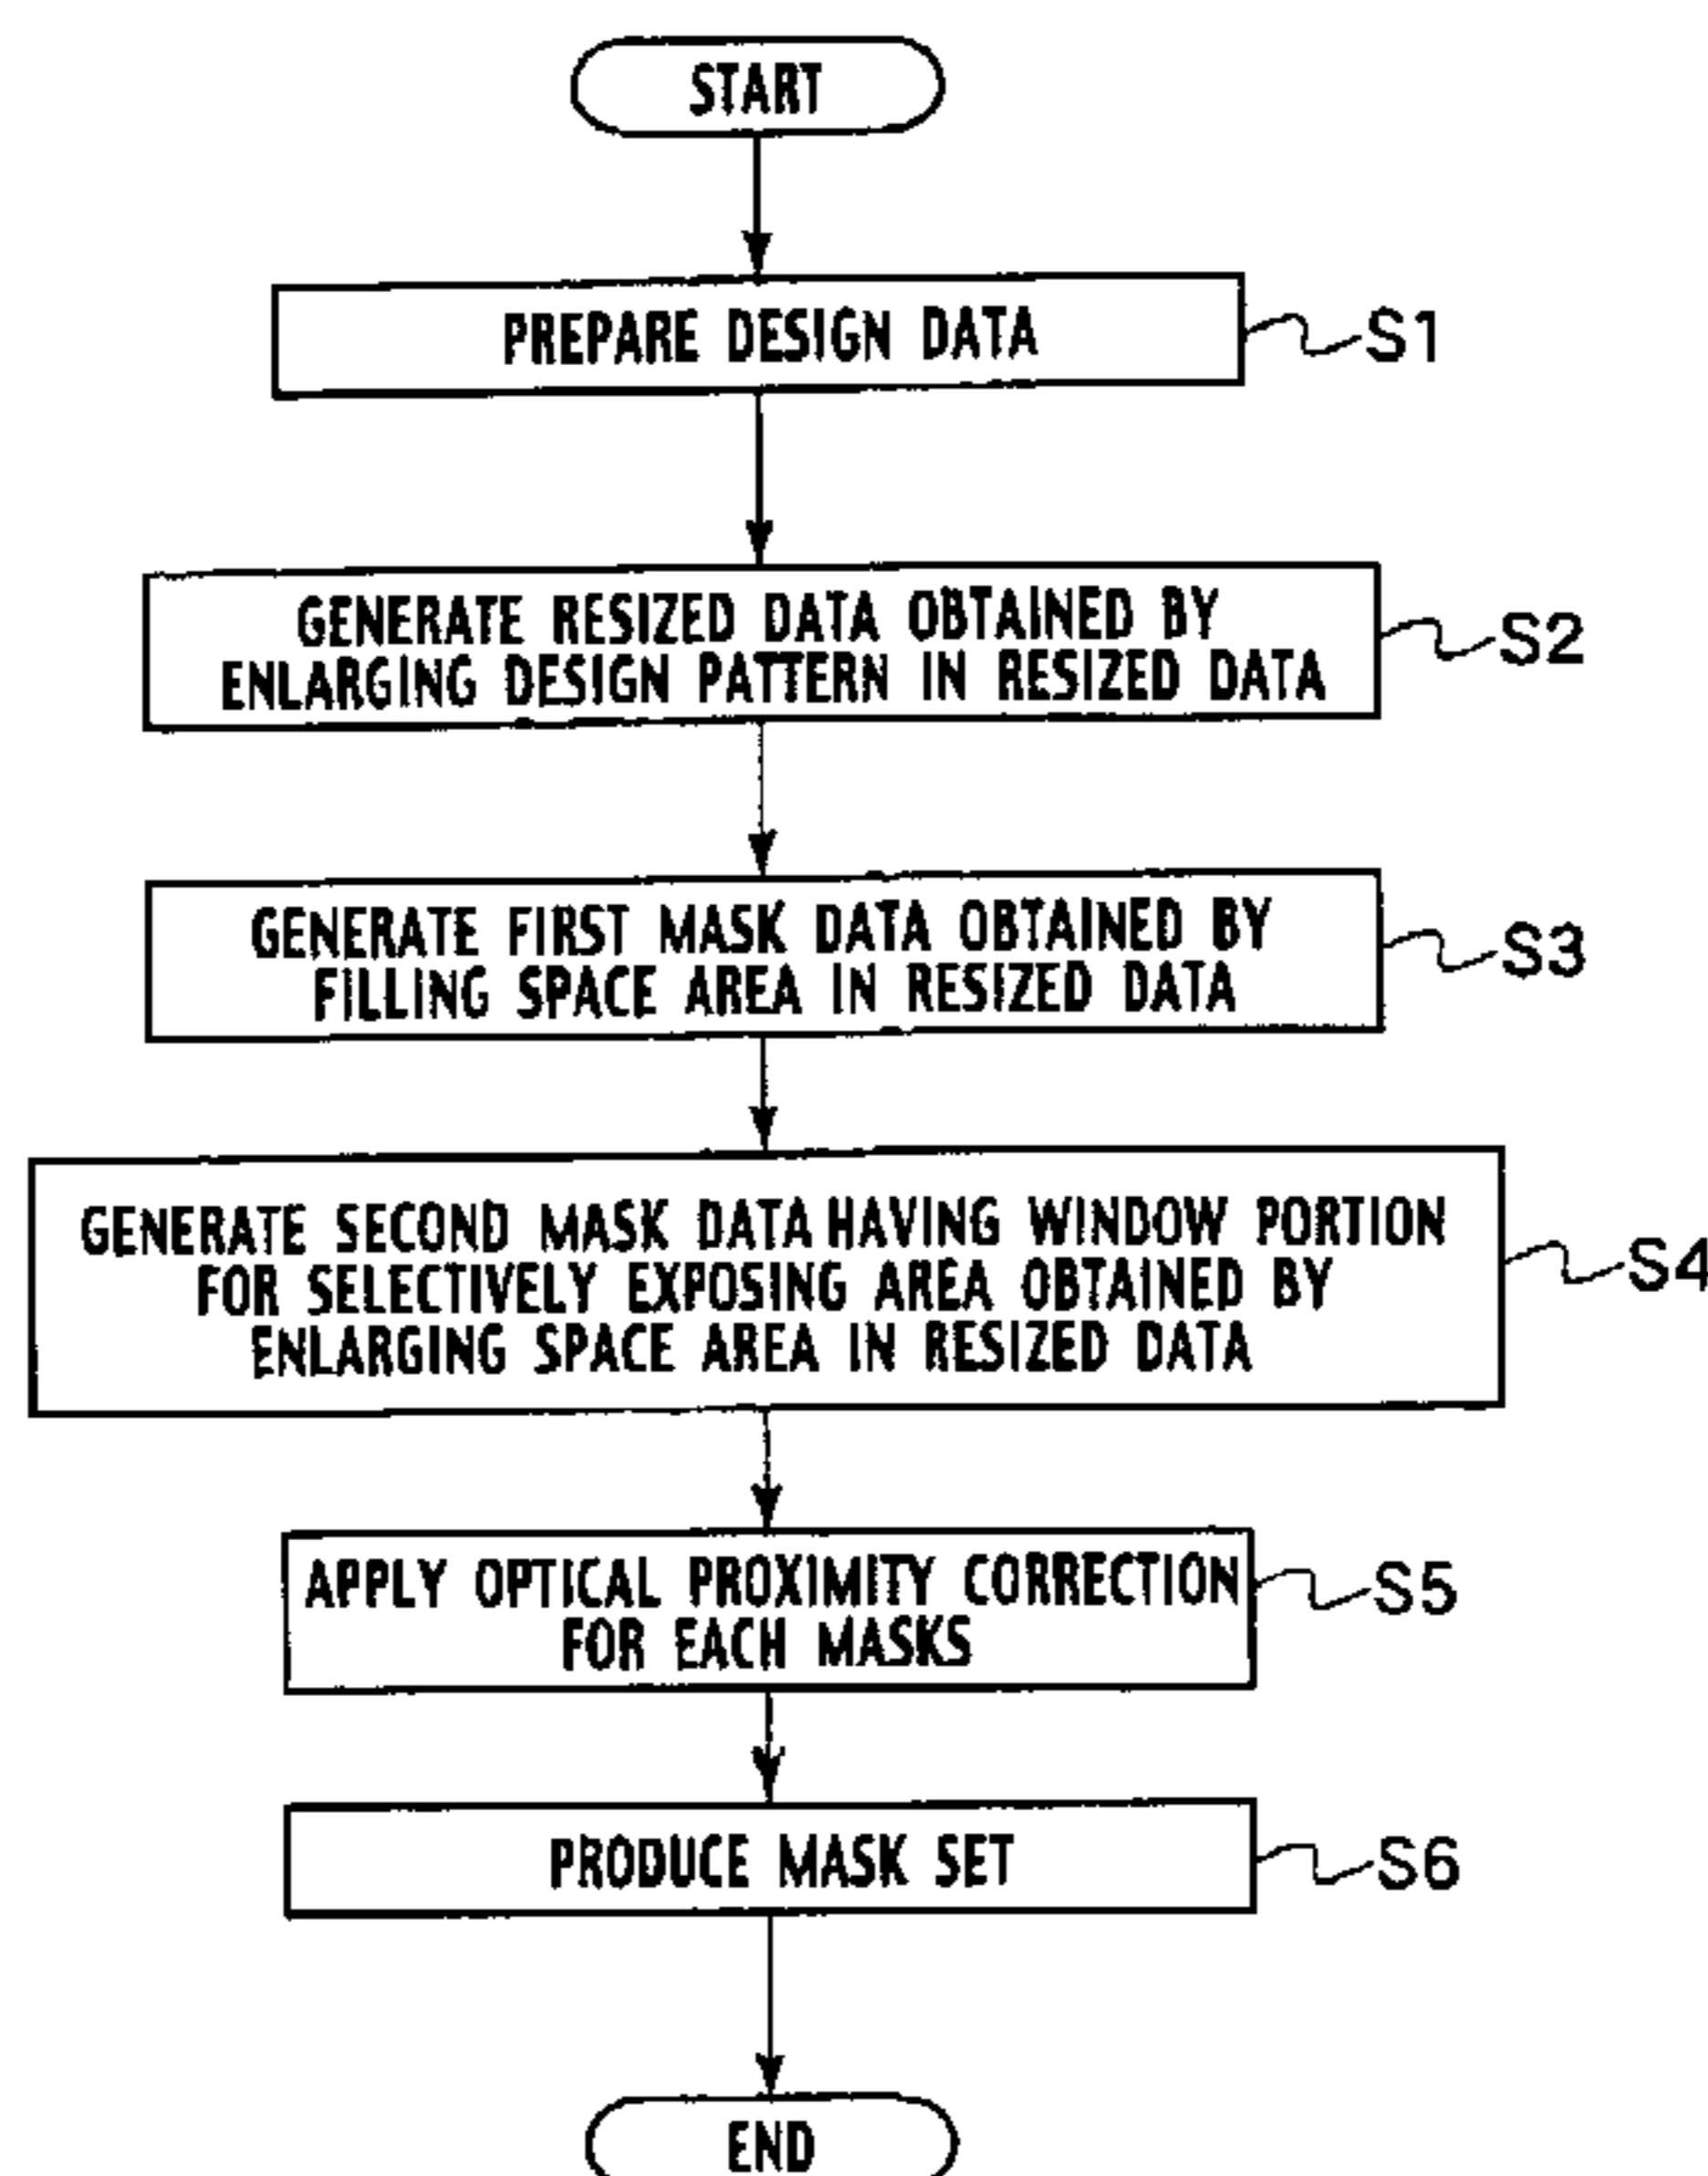 START
PREPARE DESIGN DATA
S1
GENERATE RESIZED DATA OBTAINED BY
ENLARGING DESIGN PATTERN IN RESIZED DATA
S2
GENERATE FIRST MASK DATA OBTAINED BY
FILLING SPACE AREA IN RESIZED DATA
S3
GENERATE SECOND MASK DATA HAVING WINDOW PORTION
FOR SELECTIVELY EXPOSING AREA OBTAINED BY
ENLARGING SPACE AREA IN RESIZED DATA
S4
APPLY OPTICAL PROXIMITY CORRECTION
FOR EACH MASKS
S5
PRODUCE MASK SET
S6
END